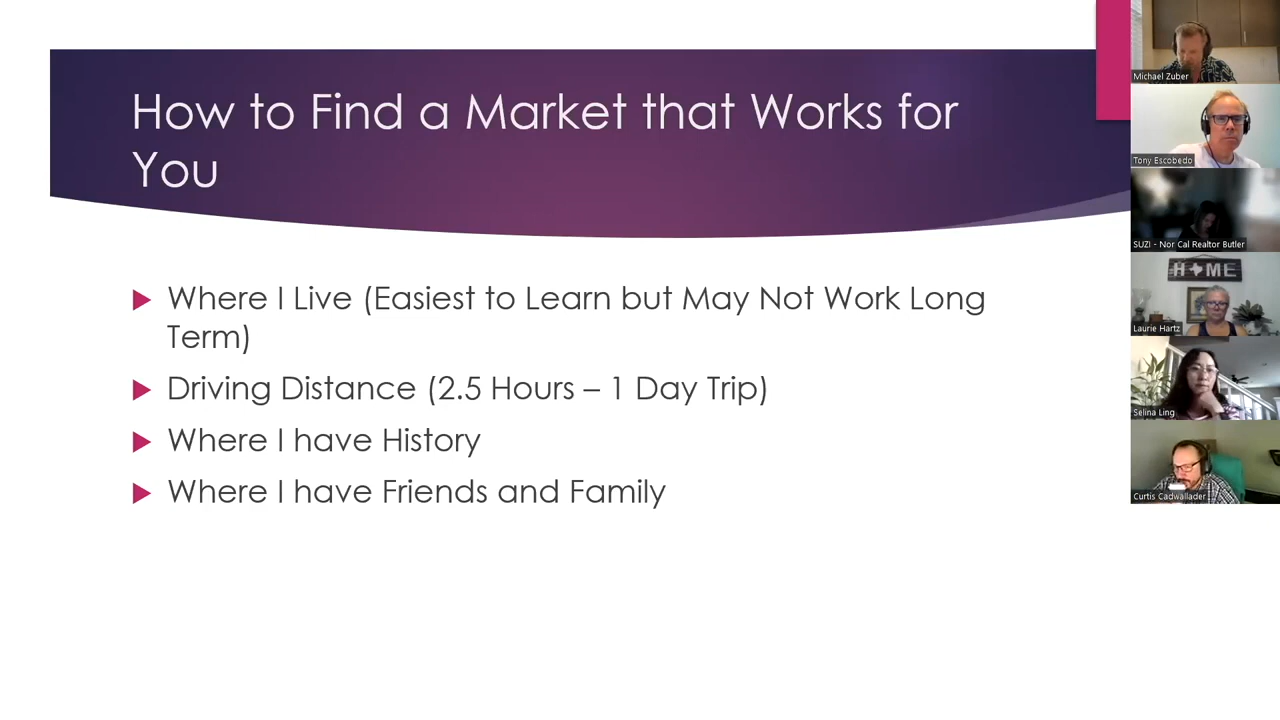 How to Find a Market that Works for
You
Where I Live (Easiest to Learn but May Not Work Long
Term)
Driving Distance (2.5 Hours – 1 Day Trip)
Where I have History
Where I have Friends and Family
Michael Zuber
Tony Escobedo
SUZI - Nor Cal Realtor Butler
H ME
Laurie Hartz
Selina Ling
Curtis Cadwallader